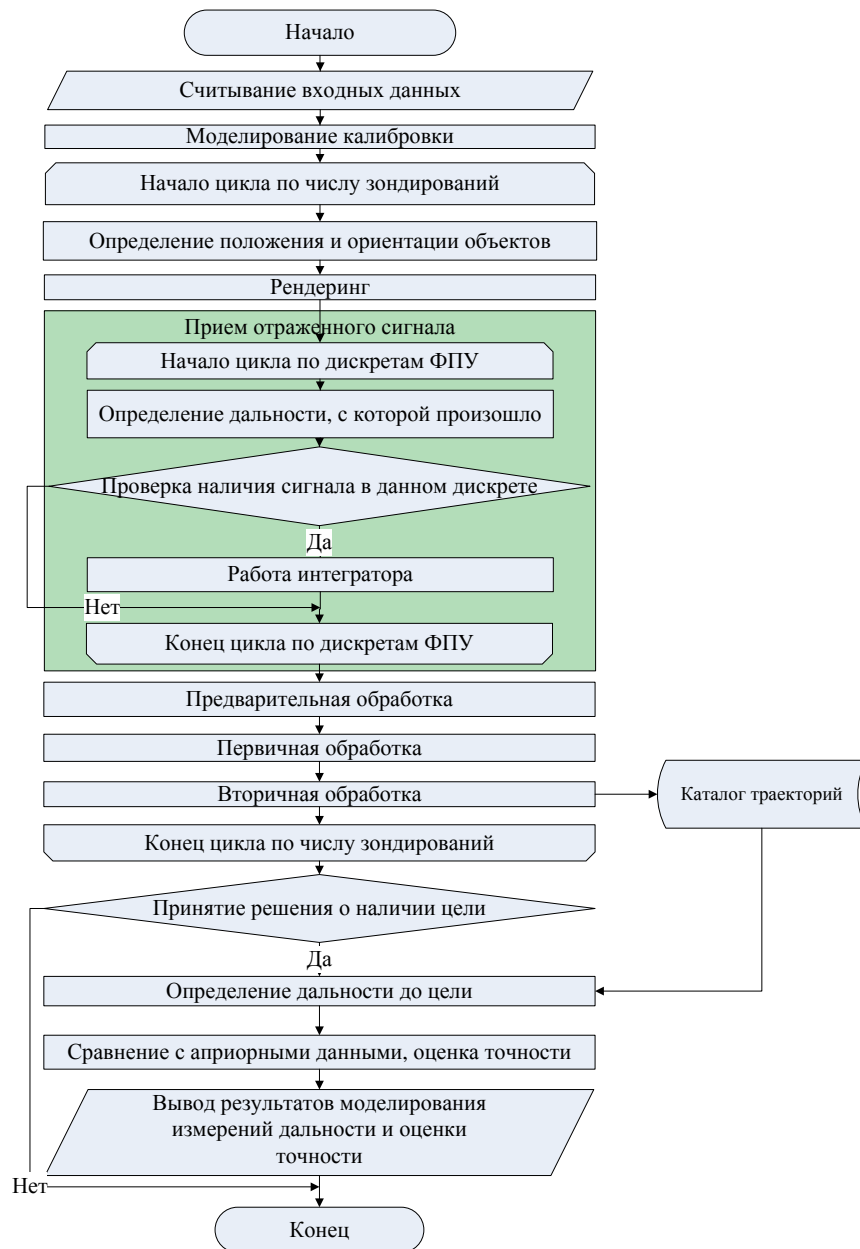 Начало
Считывание входных данных
Моделирование калибровки
Начало цикла по числу зондирований
Определение положения и ориентации объектов
Рендеринг
Прием отраженного сигнала
Начало цикла по дискретам ФПУ
Определение дальности, с которой произошло
Проверка наличия сигнала в данном дискрете
Да
Работа интегратора
Нет
Конец цикла по дискретам ФПУ
Предварительная обработка
Первичная обработка
Вторичная обработка
Каталог траекторий
Конец цикла по числу зондирований
Принятие решения о наличии цели
Да
Определение дальности до цели
Сравнение с априорными данными, оценка точности
Вывод результатов моделирования
измерений дальности и оценки
точности
Нет
Конец